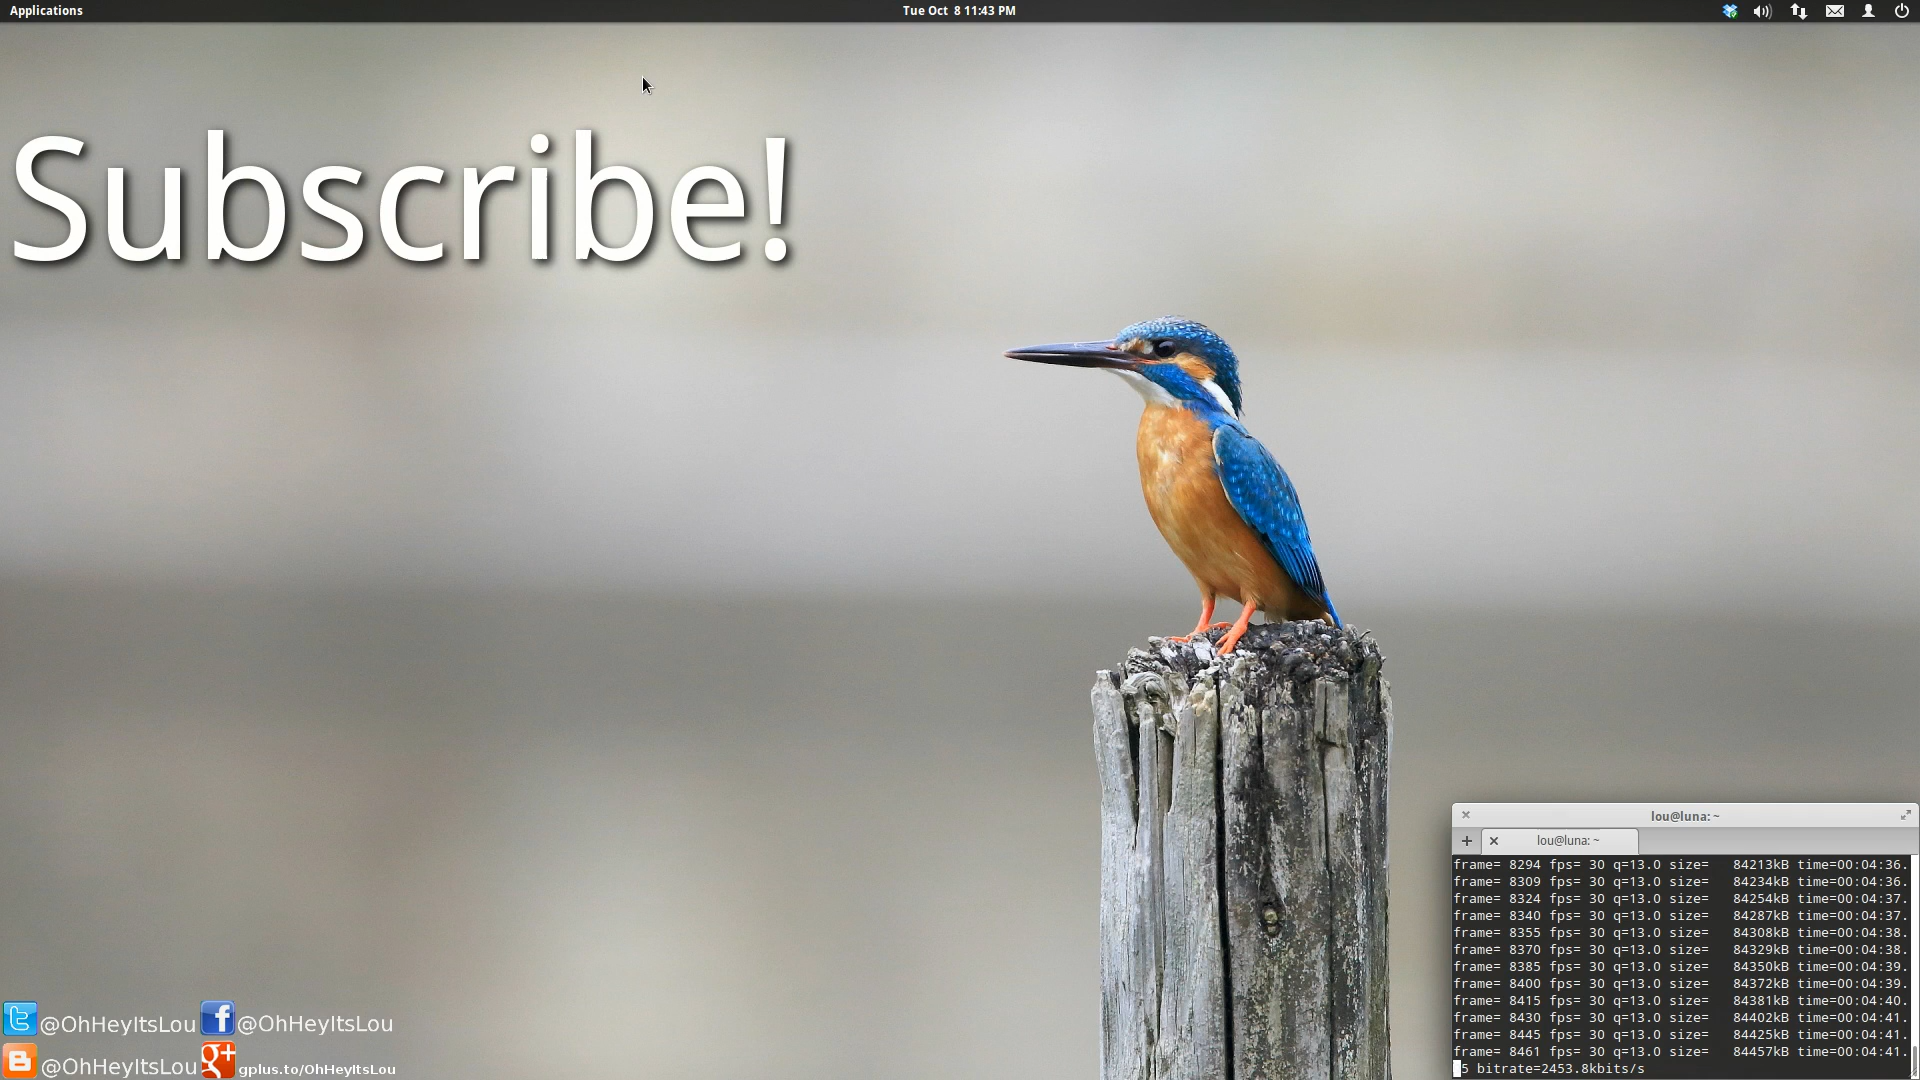 Applications
Tue Oct 8 11:43 PM
Subscribe!
lou@luna: ~
lou@luna: ~
frame= 8294 fps= 30 q=13.0 size=   84213kB time=00:04:36.
frame= 8309 fps= 30 q=13.0 size=   84234kB time=00:04:36.
frame= 8324 fps= 30 q=13.0 size=   84254kB time=00:04:37.
frame= 8340 fps= 30 q=13.0 size=   84287kB time=00:04:37.
frame= 8355 fps= 30 q=13.0 size=   84308kB time=00:04:38.
frame= 8370 fps= 30 q=13.0 size=   84329kB time=00:04:38.
frame= 8385 fps= 30 q=13.0 size=   84350kB time=00:04:39.
frame= 8400 fps= 30 q=13.0 size=   84372kB time=00:04:39.
frame= 8415 fps= 30 q=13.0 size=   84381kB time=00:04:40.
frame= 8430 fps= 30 q=13.0 size=   84402kB time=00:04:41.
frame= 8445 fps= 30 q=13.0 size=   84425kB time=00:04:41.
frame= 8461 fps= 30 q=13.0 size=   84457kB time=00:04:41.
5 bitrate=2453.8kbits/s
@OhHeyItsLou @OhHeyItsLou
@OhHeyItsLou gplus.to/OhHeyItsLou